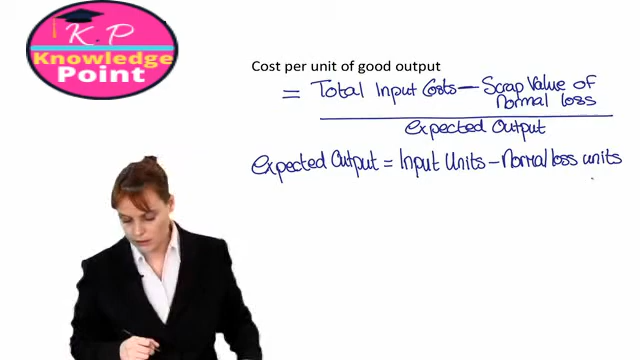 K.P
Knowledge
Point
Cost per unit of good output
= Total Input Costs - Scrap Value of
Normal loss
Expected Output
Expected Output = Input Units - Normal loss units